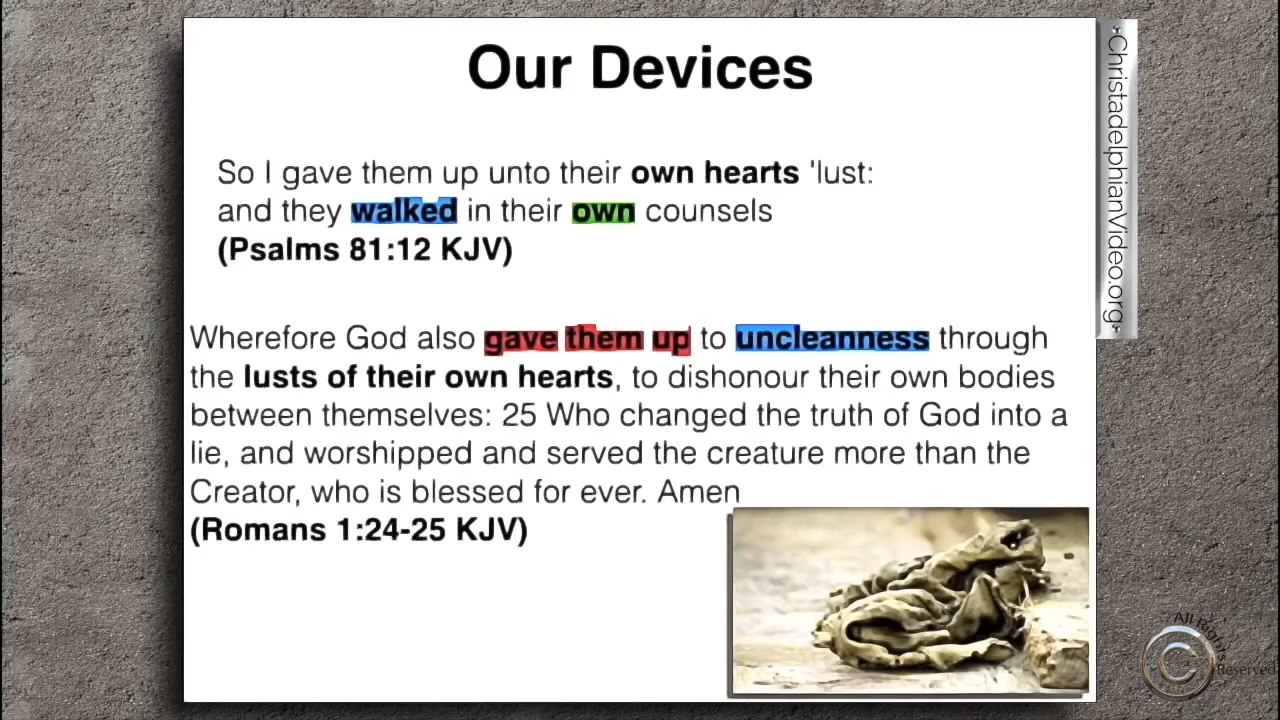 Our Devices
So I gave them up unto their own hearts 'lust:
and they walked in their own counsels
(Psalms 81:12 KJV)
Wherefore God also gave them up to uncleanness through
the lusts of their own hearts, to dishonour their own bodies
between themselves: 25 Who changed the truth of God into a
lie, and worshipped and served the creature more than the
Creator, who is blessed for ever. Amen
(Romans 1:24-25 KJV)
ChristadelphianVideo.org
All Rights
Reserved
C